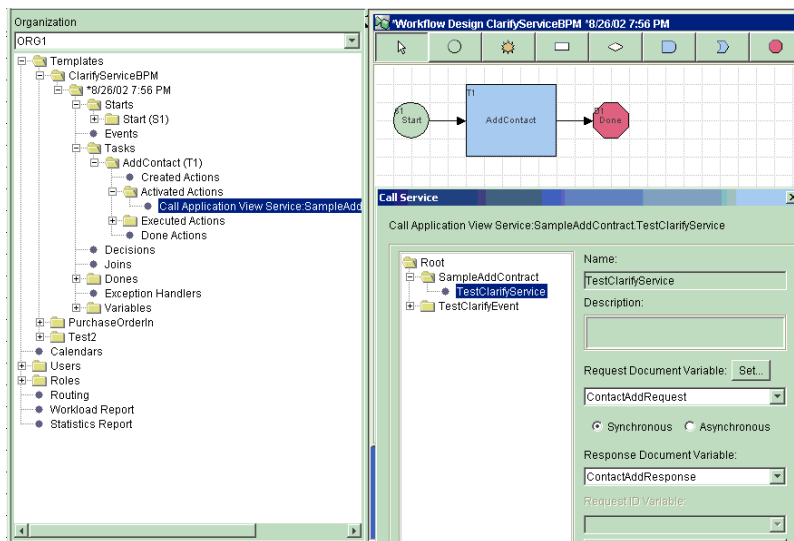 Organization
ORG1
Templates
ClarifyServiceBPM
*8/26/02 7:56 PM
Starts
Start (S1)
Events
Tasks
AddContact (T1)
Created Actions
Activated Actions
Call Application View Service:SampleAdd
Executed Actions
Done Actions
Decisions
Joins
Dones
Exception Handlers
Variables
PurchaseOrderIn
Test2
Calendars
Users
Roles
Routing
Workload Report
Statistics Report
*Workflow Design ClarifyServiceBPM *8/26/02 7:56 PM
S1
Start
T1
AddContact
Done
Call Service
Call Application View Service:SampleAddContract.TestClarifyService
Root
SampleAddContract
TestClarifyService
TestClarifyEvent
Name:
TestClarifyService
Description:
Request Document Variable: Set...
ContactAddRequest
Synchronous Asynchronous
Response Document Variable:
ContactAddResponse
Request ID Variable: